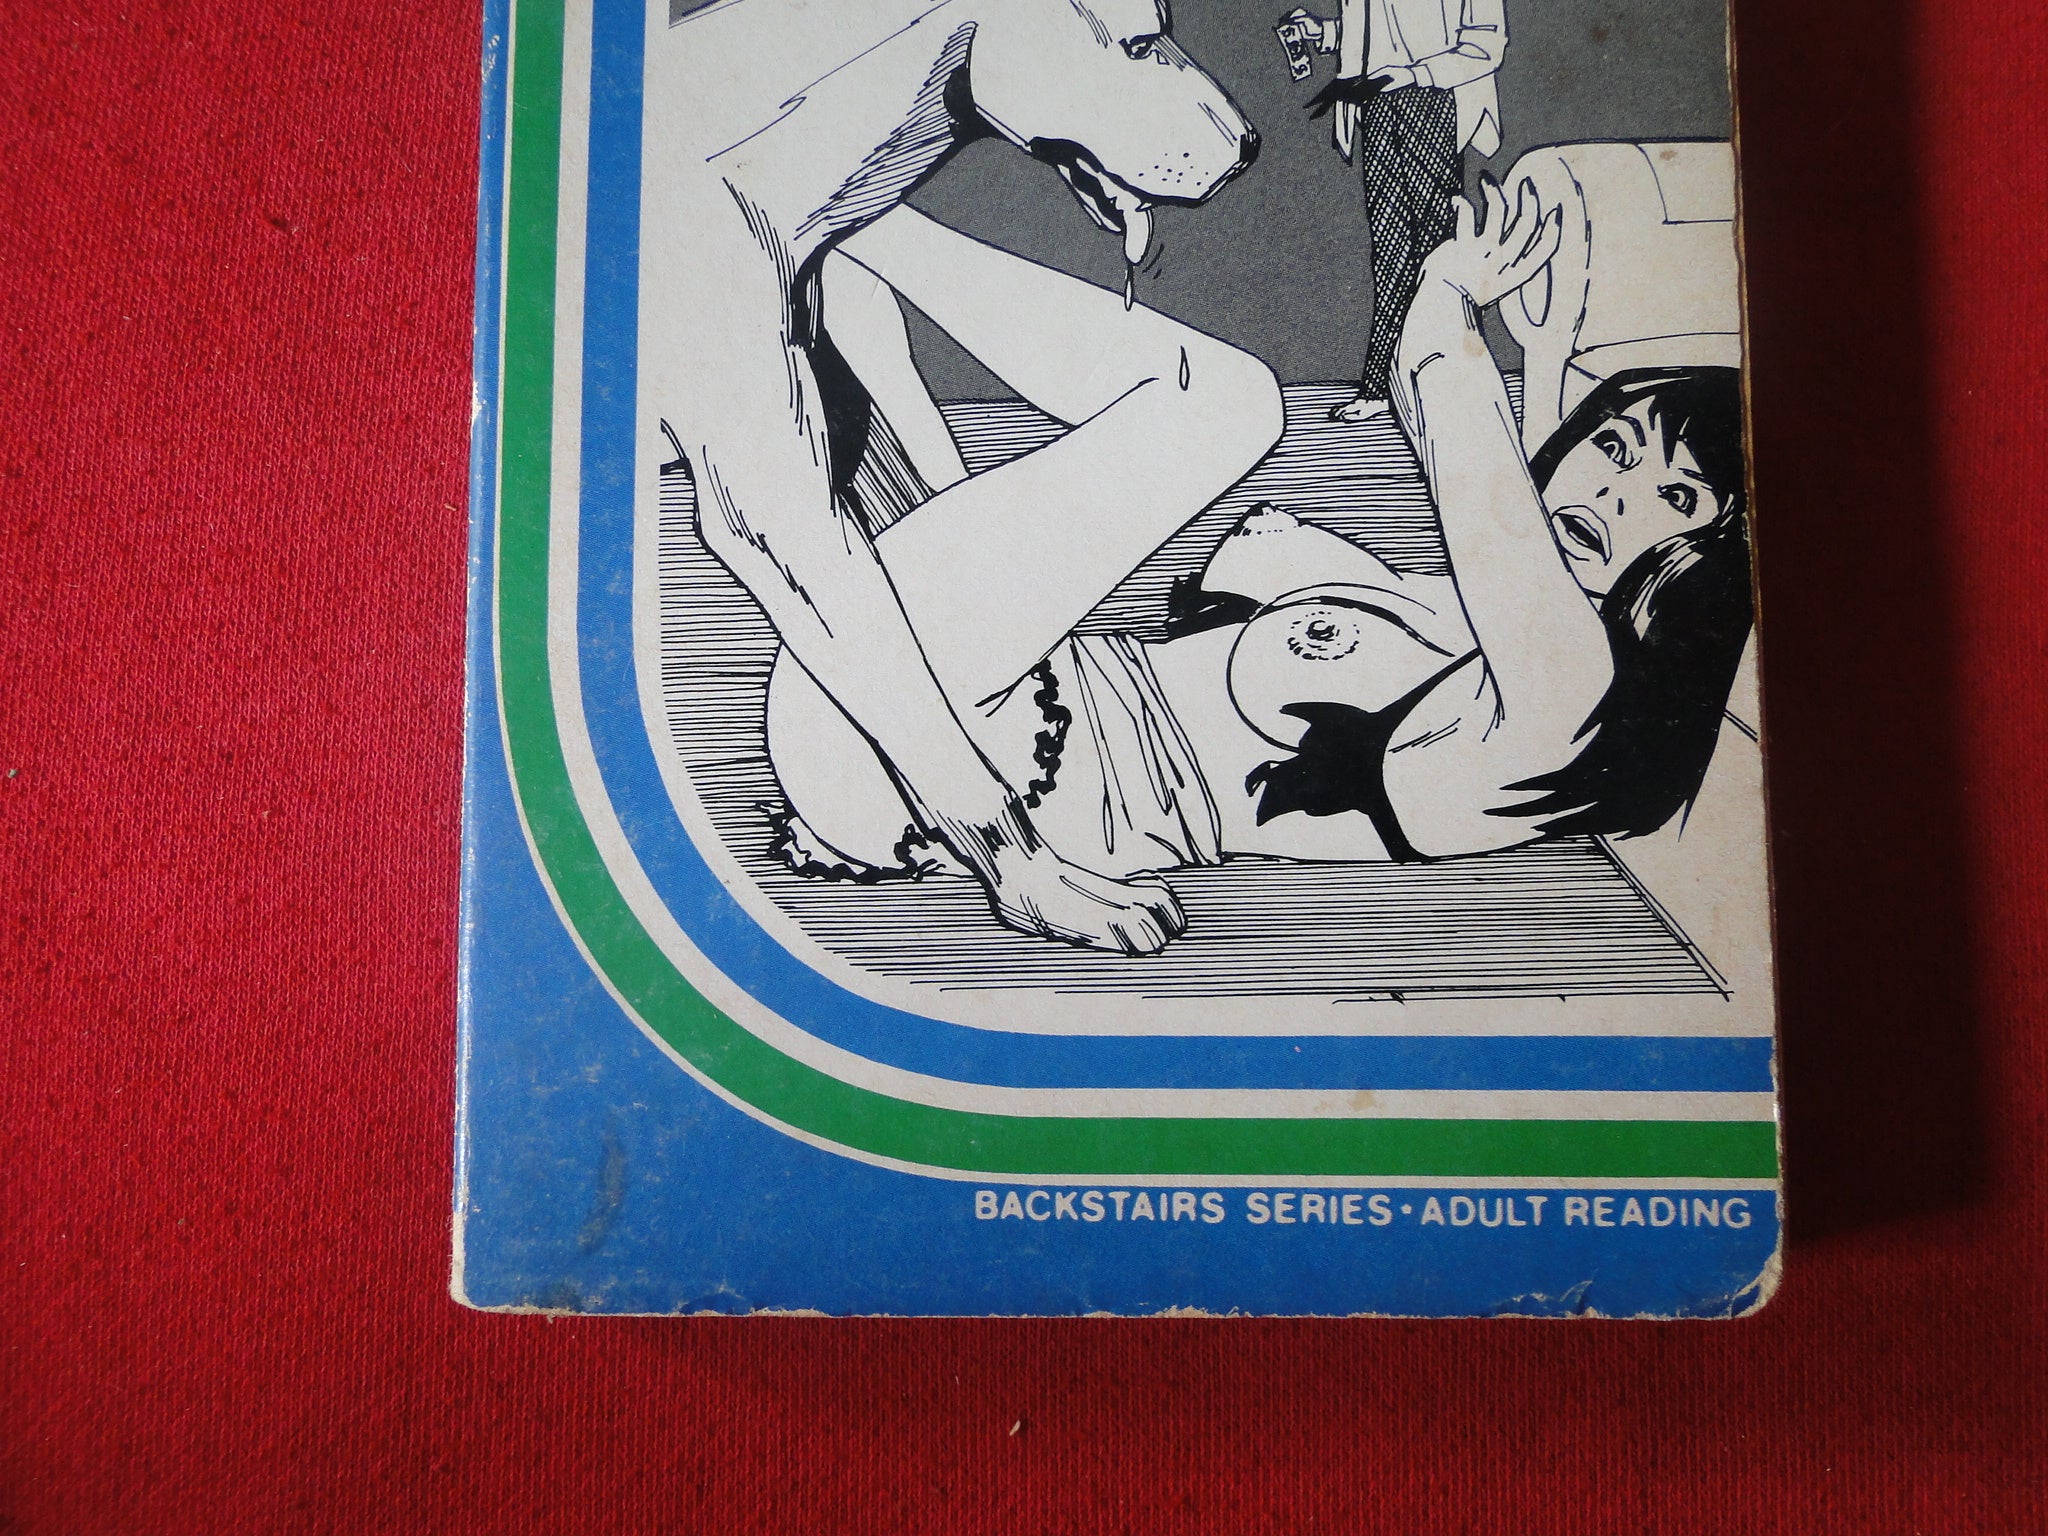 BACKSTAIRS SERIES • ADULT READING